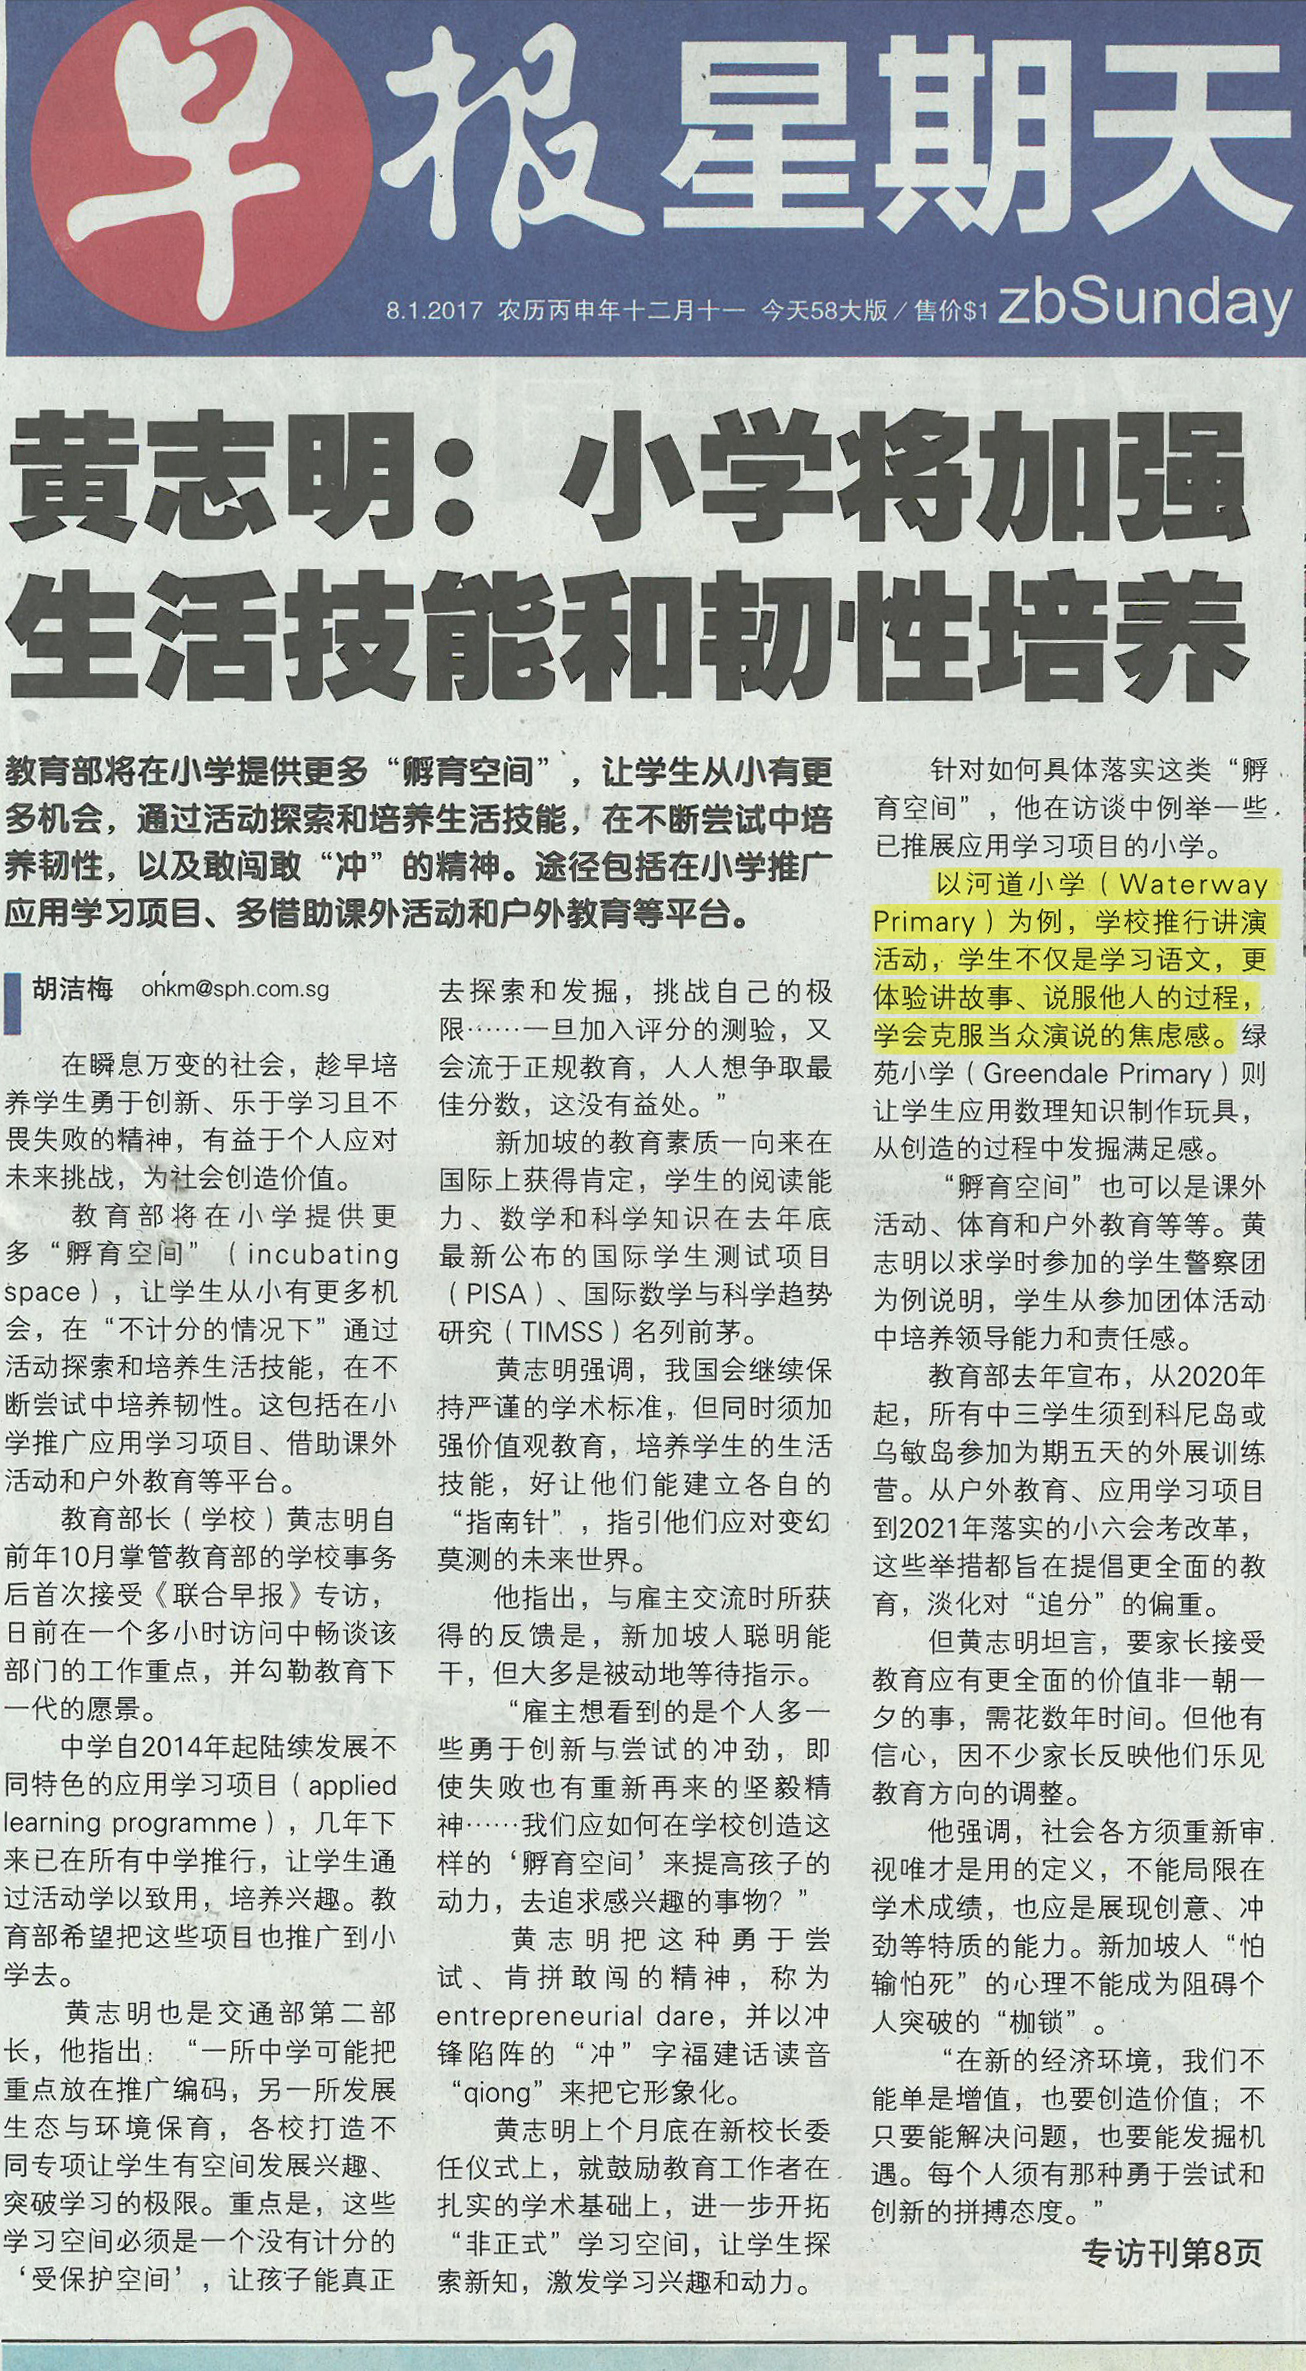 早报星期天
8.1.2017 农历丙申年十二月十一 今天58大版／售价$1 zbSunday
黄志明：小学将加强
生活技能和韧性培养
教育部将在小学提供更多“孵育空间”，让学生从小有更
多机会，通过活动探索和培养生活技能，在不断尝试中培
养韧性，以及敢闯敢“冲”的精神。途径包括在小学推广
应用学习项目、多借助课外活动和户外教育等平台。
胡洁梅 ohkm@sph.com.sg
在瞬息万变的社会，趁早培
养学生勇于创新、乐于学习且不
畏失败的精神，有益于个人应对
未来挑战，为社会创造价值。
教育部将在小学提供更
多“孵育空间”（incubating
space），让学生从小有更多机
会，在“不计分的情况下”通过
活动探索和培养生活技能，在不
断尝试中培养韧性。这包括在小
学推广应用学习项目、借助课外
活动和户外教育等平台。
教育部长（学校）黄志明自
前年10月掌管教育部的学校事务
后首次接受《联合早报》专访，
日前在一个多小时访问中畅谈该
部门的工作重点，并勾勒教育下
一代的愿景。
中学自2014年起陆续发展不
同特色的应用学习项目（applied
learning programme），几年下
来已在所有中学推行，让学生通
过活动学以致用，培养兴趣。教
育部希望把这些项目也推广到小
学去。
黄志明也是交通部第二部
长，他指出：“一所中学可能把
重点放在推广编码，另一所发展
生态与环境保育，各校打造不
同专项让学生有空间发展兴趣、
突破学习的极限。重点是，这些
学习空间必须是一个没有计分的
‘受保护空间’，让孩子能真正
去探索和发掘，挑战自己的极
限……一旦加入评分的测验，又
会流于正规教育，人人想争取最
佳分数，这没有益处。”
新加坡的教育素质一向来在
国际上获得肯定，学生的阅读能
力、数学和科学知识在去年底
最新公布的国际学生测试项目
（PISA）、国际数学与科学趋势
研究（TIMSS）名列前茅。
黄志明强调，我国会继续保
持严谨的学术标准，但同时须加
强价值观教育，培养学生的生活
技能，好让他们能建立各自的
“指南针”，指引他们应对变幻
莫测的未来世界。
他指出，与雇主交流时所获
得的反馈是，新加坡人聪明能
干，但大多是被动地等待指示。
“雇主想看到的是个人多一
些勇于创新与尝试的冲劲，即
使失败也有重新再来的坚毅精
神……我们应如何在学校创造这
样的‘孵育空间’来提高孩子的
动力，去追求感兴趣的事物？”
黄志明把这种勇于尝
试、肯拼敢闯的精神，称为
entrepreneurial dare，并以冲
锋陷阵的“冲”字福建话读音
“qiong”来把它形象化。
黄志明上个月底在新校长委
任仪式上，就鼓励教育工作者在
扎实的学术基础上，进一步开拓
“非正式”学习空间，让学生探
索新知，激发学习兴趣和动力。
针对如何具体落实这类“孵
育空间”，他在访谈中例举一些
已推展应用学习项目的小学。
以河道小学（Waterway
Primary）为例，学校推行讲演
活动，学生不仅是学习语文，更
体验讲故事、说服他人的过程，
学会克服当众演说的焦虑感。绿
苑小学（Greendale Primary）则
让学生应用数理知识制作玩具，
从创造的过程中发掘满足感。
“孵育空间”也可以是课外
活动、体育和户外教育等等。黄
志明以求学时参加的学生警察团
为例说明，学生从参加团体活动
中培养领导能力和责任感。
教育部去年宣布，从2020年
起，所有中三学生须到科尼岛或
乌敏岛参加为期五天的外展训练
营。从户外教育、应用学习项目
到2021年落实的小六会考改革，
这些举措都旨在提倡更全面的教
育，淡化对“追分”的偏重。
但黄志明坦言，要家长接受
教育应有更全面的价值非一朝一
夕的事，需花数年时间。但他有
信心，因不少家长反映他们乐见
教育方向的调整。
他强调，社会各方须重新审
视唯才是用的定义，不能局限在
学术成绩，也应是展现创意、冲
劲等特质的能力。新加坡人“怕
输怕死”的心理不能成为阻碍个
人突破的“枷锁”。
“在新的经济环境，我们不
能单是增值，也要创造价值；不
只要能解决问题，也要能发掘机
遇。每个人须有那种勇于尝试和
创新的拼搏态度。”
专访刊第8页